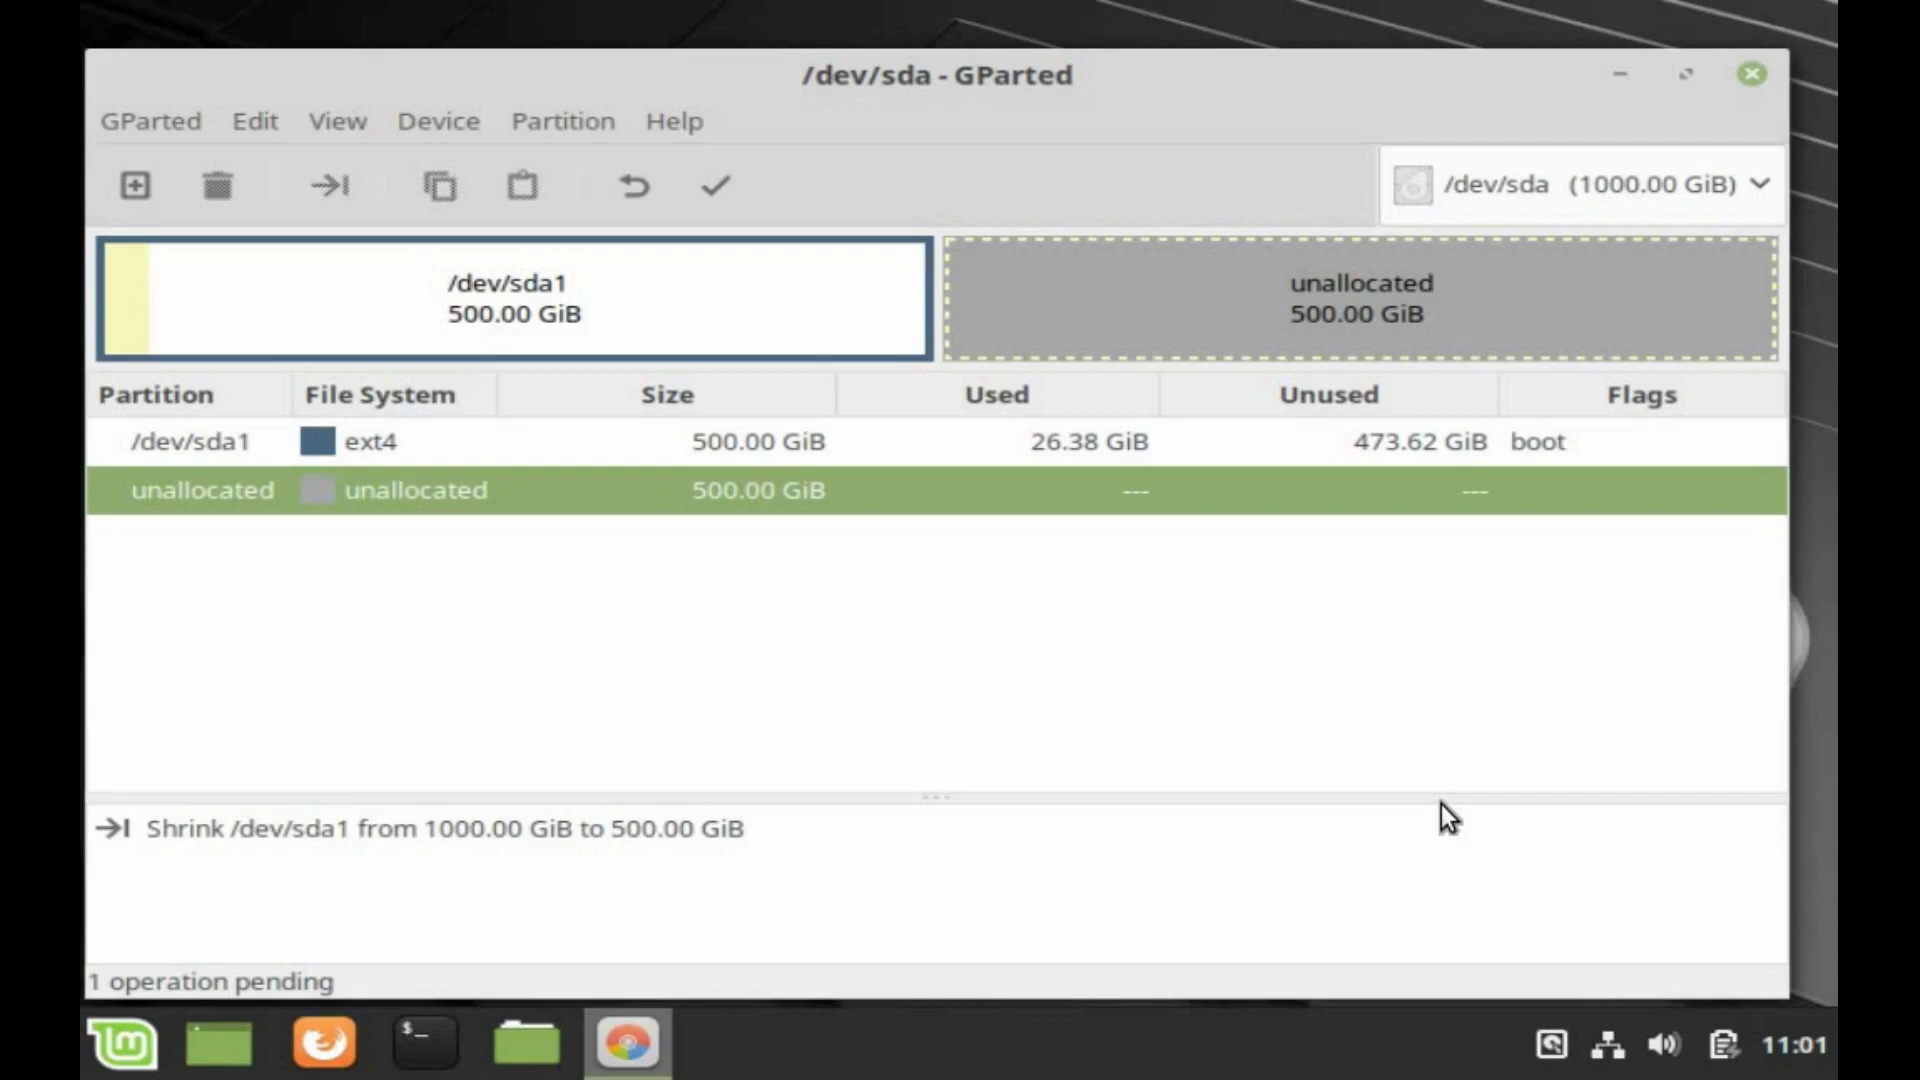 /dev/sda - GParted
GParted Edit View Device Partition Help
/dev/sda (1000.00 GiB)
/dev/sda1
500.00 GiB
unallocated
500.00 GiB
Partition File System Size Used Unused Flags
/dev/sda1 ext4 500.00 GiB 26.38 GiB 473.62 GiB boot
unallocated unallocated 500.00 GiB --- ---
Shrink /dev/sda1 from 1000.00 GiB to 500.00 GiB
1 operation pending
$_
11:01